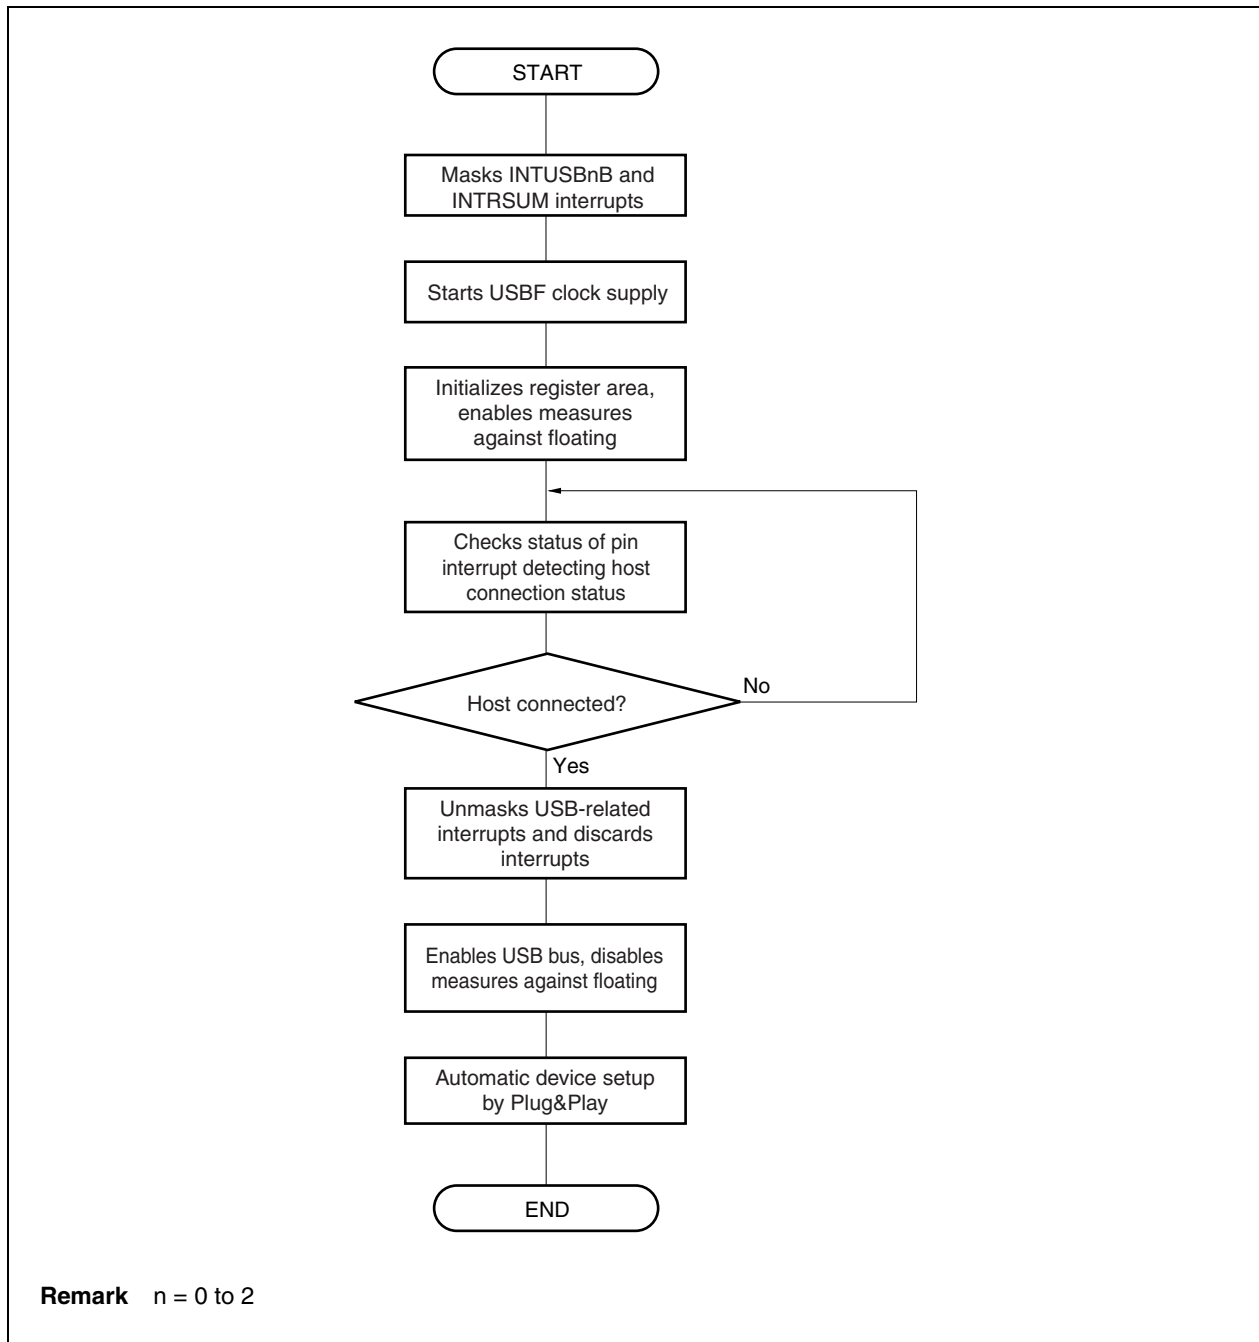 START
Masks INTUSBnB and
INTRSUM interrupts
Starts USBF clock supply
Initializes register area,
enables measures
against floating
Checks status of pin
interrupt detecting host
connection status
Host connected?
No
Yes
Unmasks USB-related
interrupts and discards
interrupts
Enables USB bus, disables
measures against floating
Automatic device setup
by Plug&Play
END
Remark n = 0 to 2